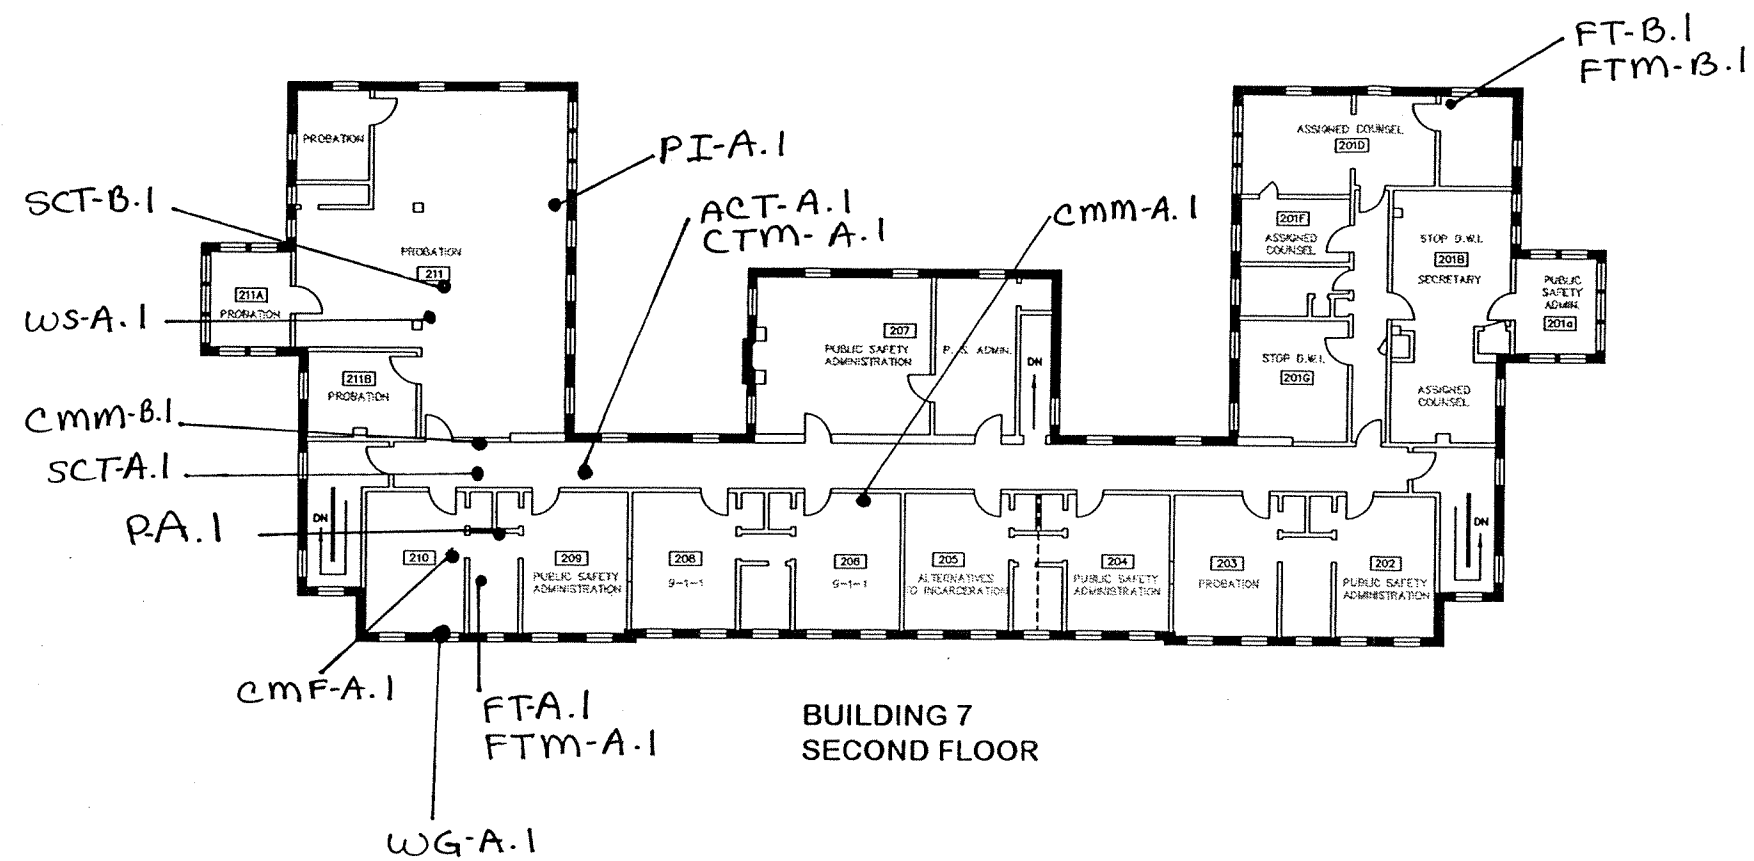 FT-B.1
FTM-B.1
ASSIGNED COUNSEL
201D
PROBATION
PI-A.1
SCT-B.1
ACT-A.1
CTM-A.1
CMM-A.1
201F
ASSIGNED
COUNSEL
STOP D.W.I.
201B
SECRETARY
PROBATION
211
211A
PROBATION
PUBLIC
SAFETY
ADMIN.
201a
WS-A.1
207
PUBLIC SAFETY
ADMINISTRATION
P. S. ADMIN.
DN
STOP D.W.I.
201G
211B
PROBATION
ASSIGNED
COUNSEL
CMM-B.1
SCT-A.1
P-A.1
DN
210
209
PUBLIC SAFETY
ADMINISTRATION
208
9-1-1
206
9-1-1
205
ALTERNATIVES
TO INCARCERATION
204
PUBLIC SAFETY
ADMINISTRATION
203
PROBATION
202
PUBLIC SAFETY
ADMINISTRATION
DN
CMF-A.1
FT-A.1
FTM-A.1
WG-A.1
BUILDING 7
SECOND FLOOR